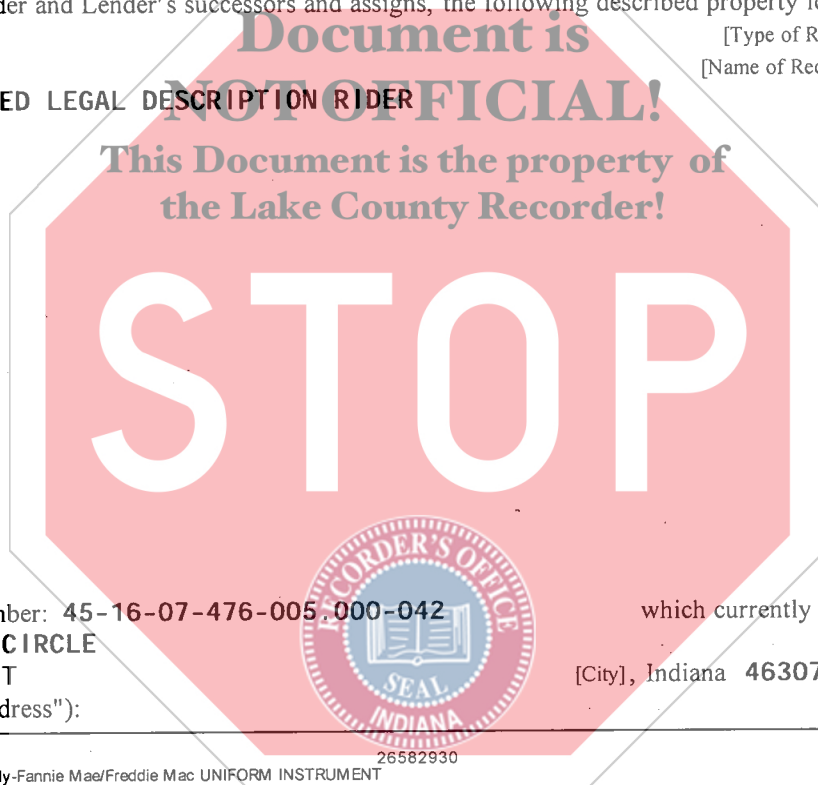 der and Lender's successors and assigns, the following described property lo
Document is
[Type of R
[Name of Rec
NOT OFFICIAL!
ED LEGAL DESCRIPTION RIDER
This Document is the property of
the Lake County Recorder!
STOP
RECORDER'S OFFICE
SEAL
INDIANA
nber: 45-16-07-476-005.000-042 which currently
CIRCLE
T [City], Indiana 46307
dress"):
26582930
ly-Fannie Mae/Freddie Mac UNIFORM INSTRUMENT